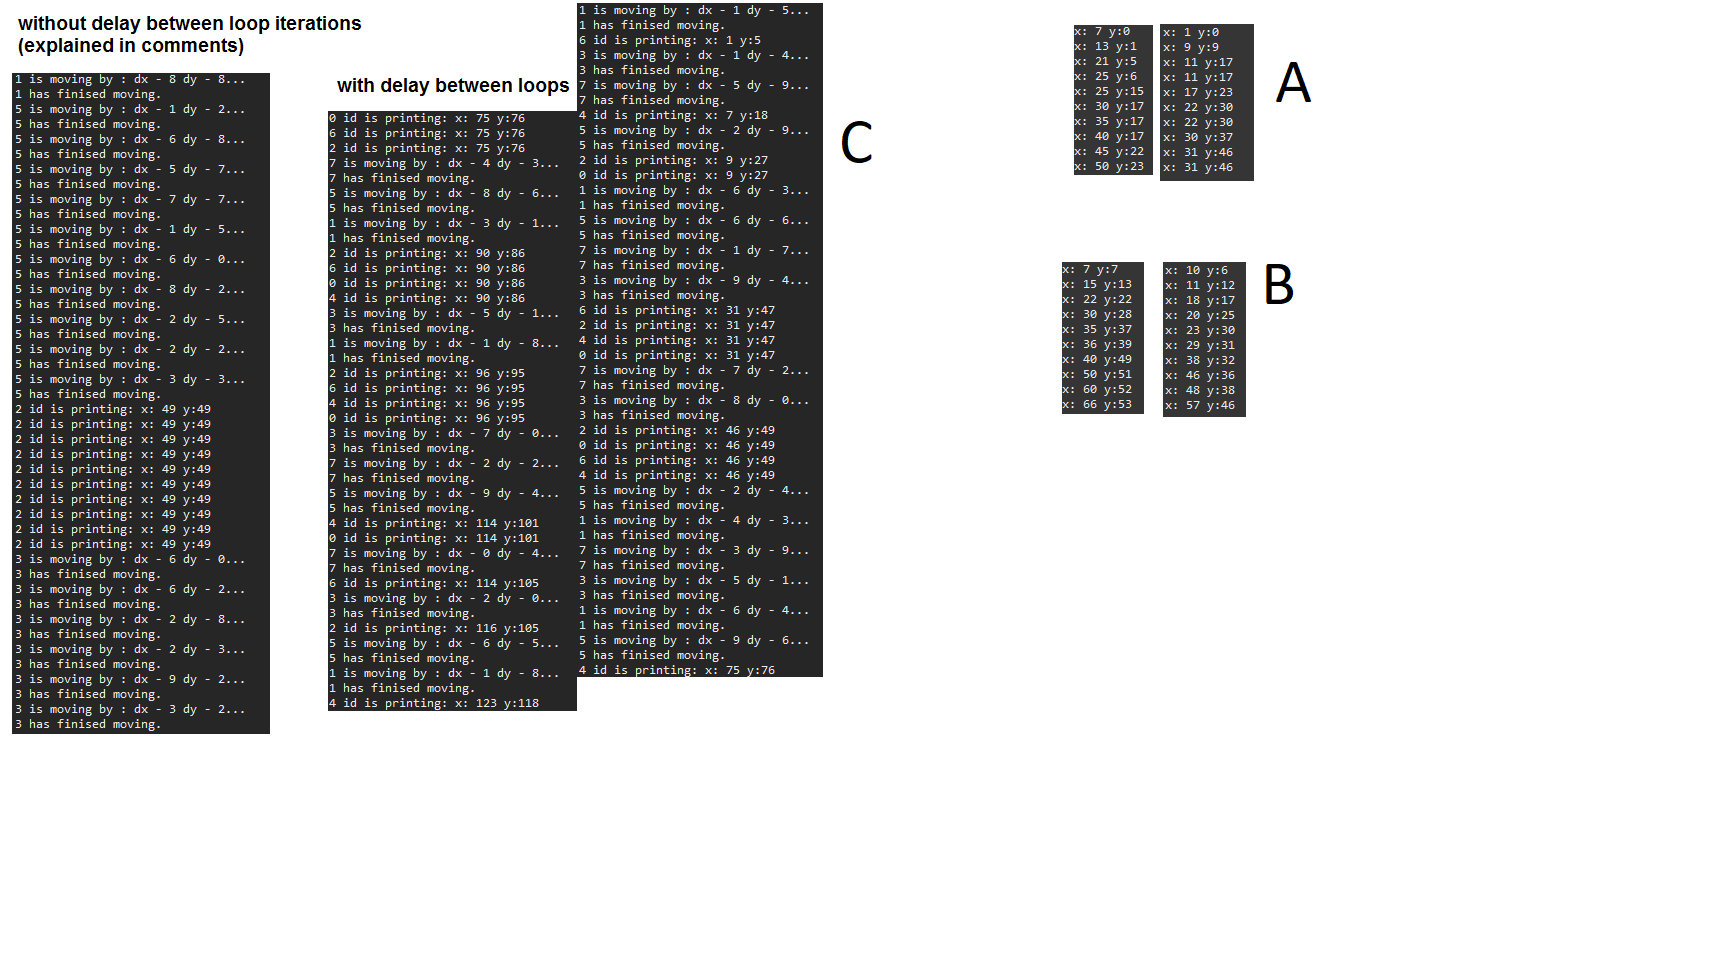 without delay between loop iterations
(explained in comments)
1 is moving by : dx - 8 dy - 8...
1 has finised moving.
5 is moving by : dx - 1 dy - 2...
5 has finised moving.
5 is moving by : dx - 6 dy - 8...
5 has finised moving.
5 is moving by : dx - 5 dy - 7...
5 has finised moving.
5 is moving by : dx - 7 dy - 7...
5 has finised moving.
5 is moving by : dx - 1 dy - 5...
5 has finised moving.
5 is moving by : dx - 6 dy - 0...
5 has finised moving.
5 is moving by : dx - 8 dy - 2...
5 has finised moving.
5 is moving by : dx - 2 dy - 5...
5 has finised moving.
5 is moving by : dx - 2 dy - 2...
5 has finised moving.
5 is moving by : dx - 3 dy - 3...
5 has finised moving.
2 id is printing: x: 49 y:49
2 id is printing: x: 49 y:49
2 id is printing: x: 49 y:49
2 id is printing: x: 49 y:49
2 id is printing: x: 49 y:49
2 id is printing: x: 49 y:49
2 id is printing: x: 49 y:49
2 id is printing: x: 49 y:49
2 id is printing: x: 49 y:49
2 id is printing: x: 49 y:49
3 is moving by : dx - 6 dy - 0...
3 has finised moving.
3 is moving by : dx - 6 dy - 2...
3 has finised moving.
3 is moving by : dx - 2 dy - 8...
3 has finised moving.
3 is moving by : dx - 2 dy - 3...
3 has finised moving.
3 is moving by : dx - 9 dy - 2...
3 has finised moving.
3 is moving by : dx - 3 dy - 2...
3 has finised moving.
with delay between loops
0 id is printing: x: 75 y:76
6 id is printing: x: 75 y:76
2 id is printing: x: 75 y:76
7 is moving by : dx - 4 dy - 3...
7 has finised moving.
5 is moving by : dx - 8 dy - 6...
5 has finised moving.
1 is moving by : dx - 3 dy - 1...
1 has finised moving.
2 id is printing: x: 90 y:86
6 id is printing: x: 90 y:86
0 id is printing: x: 90 y:86
4 id is printing: x: 90 y:86
3 is moving by : dx - 5 dy - 1...
3 has finised moving.
1 is moving by : dx - 1 dy - 8...
1 has finised moving.
2 id is printing: x: 96 y:95
6 id is printing: x: 96 y:95
4 id is printing: x: 96 y:95
0 id is printing: x: 96 y:95
3 is moving by : dx - 7 dy - 0...
3 has finised moving.
7 is moving by : dx - 2 dy - 2...
7 has finised moving.
5 is moving by : dx - 9 dy - 4...
5 has finised moving.
4 id is printing: x: 114 y:101
0 id is printing: x: 114 y:101
7 is moving by : dx - 0 dy - 4...
7 has finised moving.
6 id is printing: x: 114 y:105
3 is moving by : dx - 2 dy - 0...
3 has finised moving.
2 id is printing: x: 116 y:105
5 is moving by : dx - 6 dy - 5...
5 has finised moving.
1 is moving by : dx - 1 dy - 8...
1 has finised moving.
4 id is printing: x: 123 y:118
1 is moving by : dx - 1 dy - 5...
1 has finised moving.
6 id is printing: x: 1 y:5
3 is moving by : dx - 1 dy - 4...
3 has finised moving.
7 is moving by : dx - 5 dy - 9...
7 has finised moving.
4 id is printing: x: 7 y:18
5 is moving by : dx - 2 dy - 9...
5 has finised moving.
2 id is printing: x: 9 y:27
0 id is printing: x: 9 y:27
1 is moving by : dx - 6 dy - 3...
1 has finised moving.
5 is moving by : dx - 6 dy - 6...
5 has finised moving.
7 is moving by : dx - 1 dy - 7...
7 has finised moving.
3 is moving by : dx - 9 dy - 4...
3 has finised moving.
6 id is printing: x: 31 y:47
2 id is printing: x: 31 y:47
4 id is printing: x: 31 y:47
0 id is printing: x: 31 y:47
7 is moving by : dx - 7 dy - 2...
7 has finised moving.
3 is moving by : dx - 8 dy - 0...
3 has finised moving.
2 id is printing: x: 46 y:49
0 id is printing: x: 46 y:49
6 id is printing: x: 46 y:49
4 id is printing: x: 46 y:49
5 is moving by : dx - 2 dy - 4...
5 has finised moving.
1 is moving by : dx - 4 dy - 3...
1 has finised moving.
7 is moving by : dx - 3 dy - 9...
7 has finised moving.
3 is moving by : dx - 5 dy - 1...
3 has finised moving.
1 is moving by : dx - 6 dy - 4...
1 has finised moving.
5 is moving by : dx - 9 dy - 6...
5 has finised moving.
4 id is printing: x: 75 y:76
C
x: 7 y:0
x: 13 y:1
x: 21 y:5
x: 25 y:6
x: 25 y:15
x: 30 y:17
x: 35 y:17
x: 40 y:17
x: 45 y:22
x: 50 y:23
x: 1 y:0
x: 9 y:9
x: 11 y:17
x: 11 y:17
x: 17 y:23
x: 22 y:30
x: 22 y:30
x: 30 y:37
x: 31 y:46
x: 31 y:46
A
x: 7 y:7
x: 15 y:13
x: 22 y:22
x: 30 y:28
x: 35 y:37
x: 36 y:39
x: 40 y:49
x: 50 y:51
x: 60 y:52
x: 66 y:53
x: 10 y:6
x: 11 y:12
x: 18 y:17
x: 20 y:25
x: 23 y:30
x: 29 y:31
x: 38 y:32
x: 46 y:36
x: 48 y:38
x: 57 y:46
B